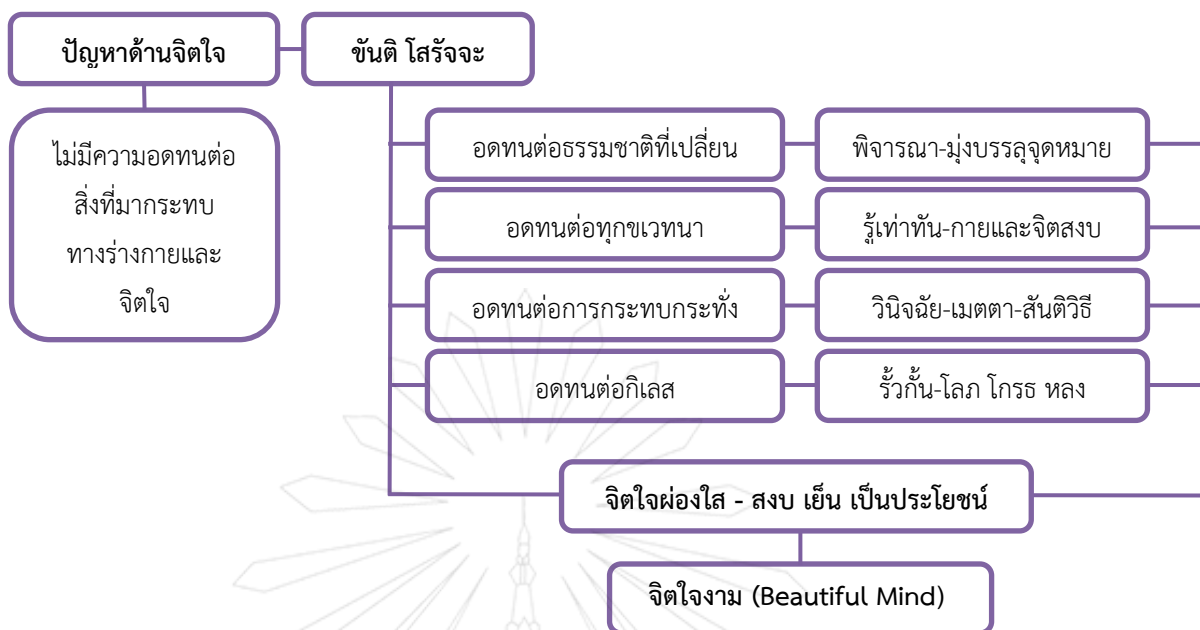 ปัญหาด้านจิตใจ
ขันติ โสรัจจะ
ไม่มีความอดทนต่อ
สิ่งที่มากระทบ
ทางร่างกายและ
จิตใจ
อดทนต่อธรรมชาติที่เปลี่ยน
พิจารณา-มุ่งบรรลุจุดหมาย
อดทนต่อทุกขเวทนา
รู้เท่าทัน-กายและจิตสงบ
อดทนต่อการกระทบกระทั่ง
วินิจฉัย-เมตตา-สันติวิธี
อดทนต่อกิเลส
รั้วกั้น-โลภ โกรธ หลง
จิตใจผ่องใส - สงบ เย็น เป็นประโยชน์
จิตใจงาม (Beautiful Mind)